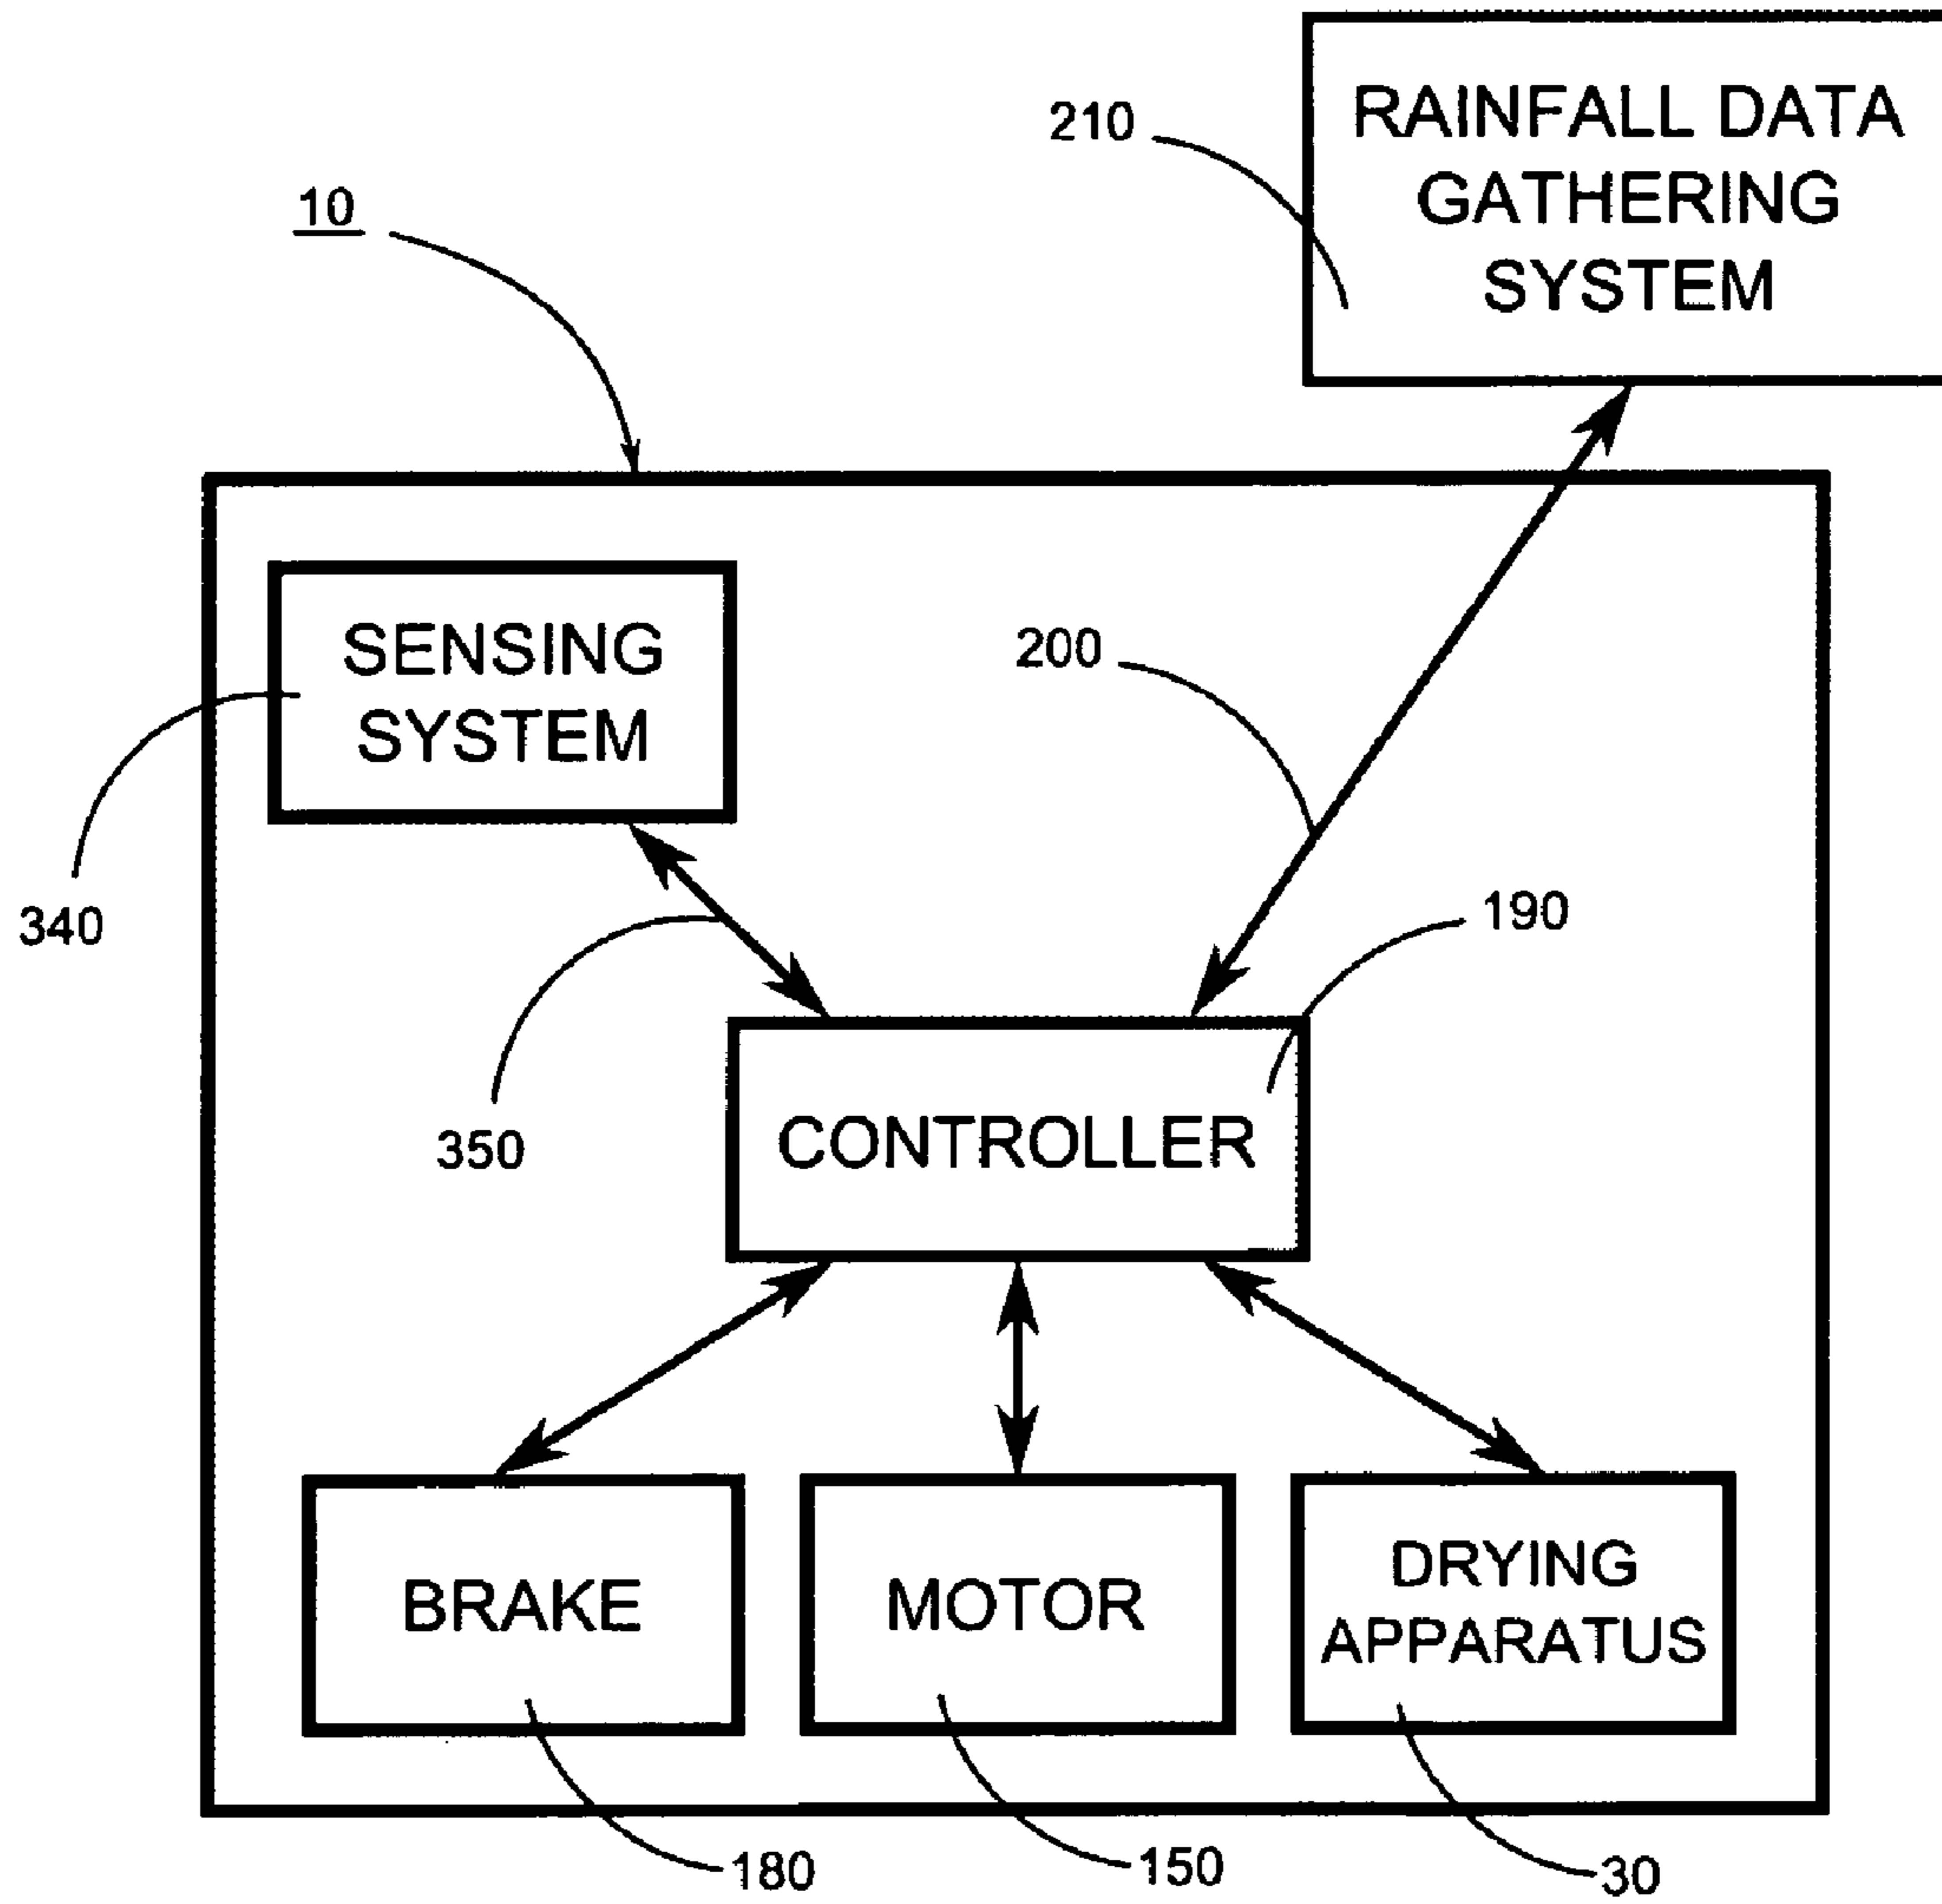 RAINFALL DATA
GATHERING
SYSTEM
210
10
SENSING
SYSTEM
200
340
190
350
CONTROLLER
BRAKE
MOTOR
DRYING
APPARATUS
180
150
30